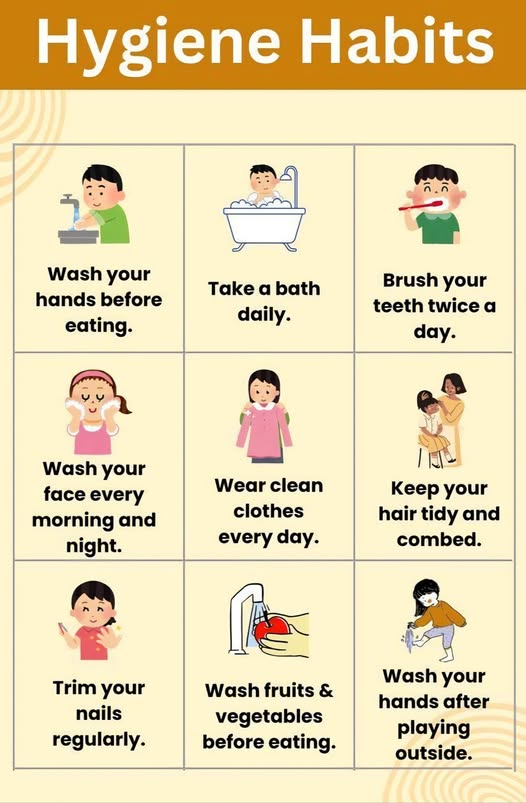 Hygiene Habits
Wash your
hands before
eating.
Take a bath
daily.
Brush your
teeth twice a
day.
Wash your
face every
morning and
night.
Wear clean
clothes
every day.
Keep your
hair tidy and
combed.
Trim your
nails
regularly.
Wash fruits &
vegetables
before eating.
Wash your
hands after
playing
outside.